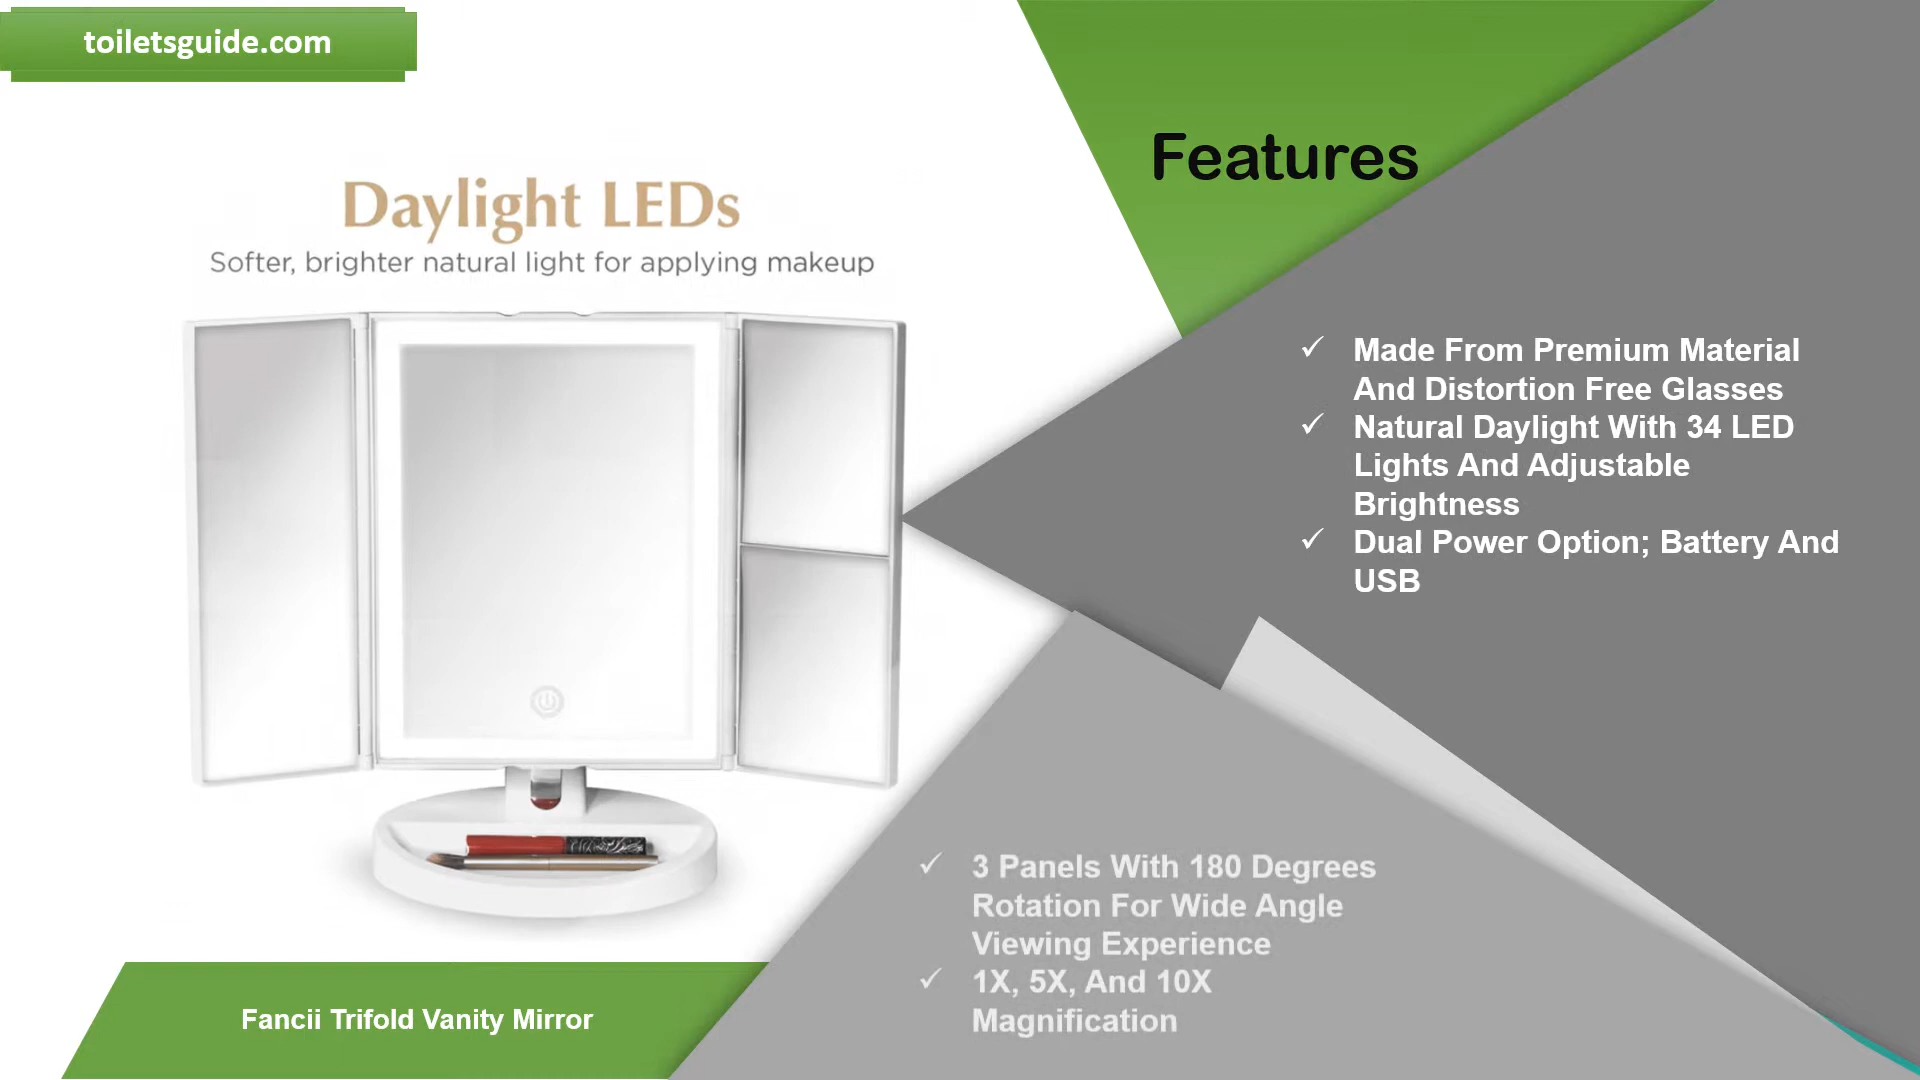 toiletsguide.com
Daylight LEDs
Softer, brighter natural light for applying makeup
Features
✓ Made From Premium Material
And Distortion Free Glasses
✓ Natural Daylight With 34 LED
Lights And Adjustable
Brightness
✓ Dual Power Option; Battery And
USB
✓ 3 Panels With 180 Degrees
Rotation For Wide Angle
Viewing Experience
✓ 1X, 5X, And 10X
Magnification
Fancii Trifold Vanity Mirror